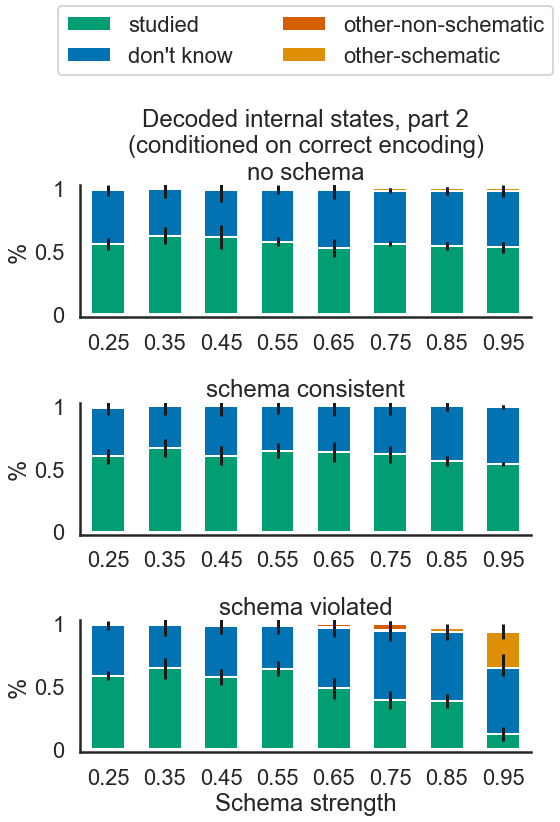 studied
don't know
other-non-schematic
other-schematic
Decoded internal states, part 2
(conditioned on correct encoding)
no schema
1
0.5
0
%
0.25 0.35 0.45 0.55 0.65 0.75 0.85 0.95
schema consistent
1
0.5
0
%
0.25 0.35 0.45 0.55 0.65 0.75 0.85 0.95
schema violated
1
0.5
0
%
0.25 0.35 0.45 0.55 0.65 0.75 0.85 0.95
Schema strength